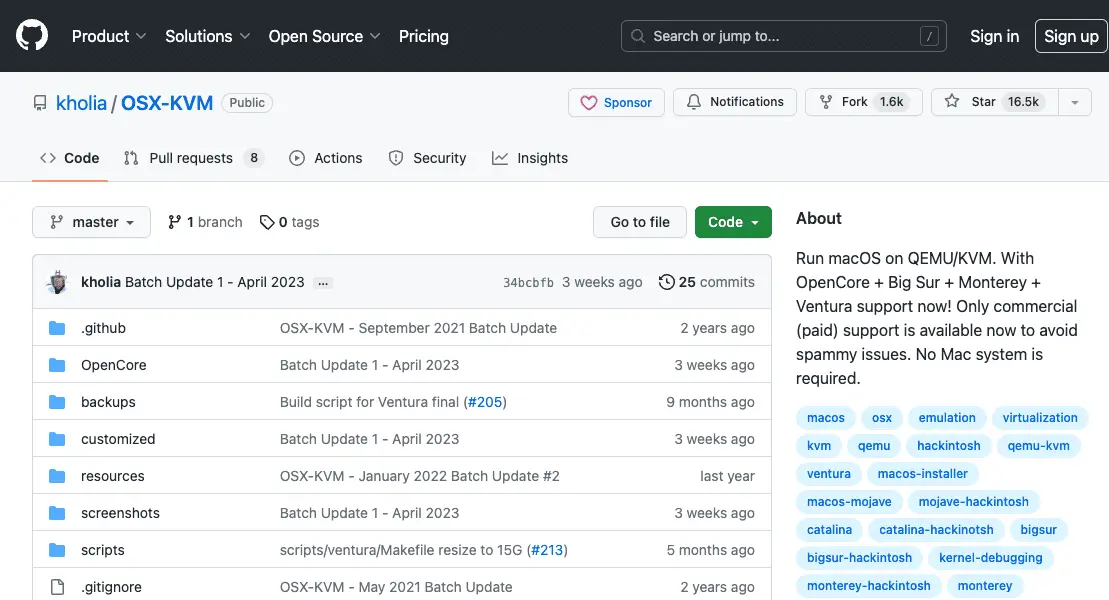 Product Solutions Open Source Pricing Search or jump to... / Sign in Sign up
kholia / OSX-KVM Public Sponsor Notifications Fork 1.6k Star 16.5k
Code Pull requests 8 Actions Security Insights
master 1 branch 0 tags Go to file Code
kholia Batch Update 1 - April 2023 ... 34bcbfb 3 weeks ago 25 commits
.github OSX-KVM - September 2021 Batch Update 2 years ago
OpenCore Batch Update 1 - April 2023 3 weeks ago
backups Build script for Ventura final (#205) 9 months ago
customized Batch Update 1 - April 2023 3 weeks ago
resources OSX-KVM - January 2022 Batch Update #2 last year
screenshots Batch Update 1 - April 2023 3 weeks ago
scripts scripts/ventura/Makefile resize to 15G (#213) 5 months ago
.gitignore OSX-KVM - May 2021 Batch Update 2 years ago
About
Run macOS on QEMU/KVM. With
OpenCore + Big Sur + Monterey +
Ventura support now! Only commercial
(paid) support is available now to avoid
spammy issues. No Mac system is
required.
macos osx emulation virtualization
kvm qemu hackintosh qemu-kvm
ventura macos-installer
macos-mojave mojave-hackintosh
catalina catalina-hackinotsh bigsur
bigsur-hackintosh kernel-debugging
monterey-hackintosh monterey